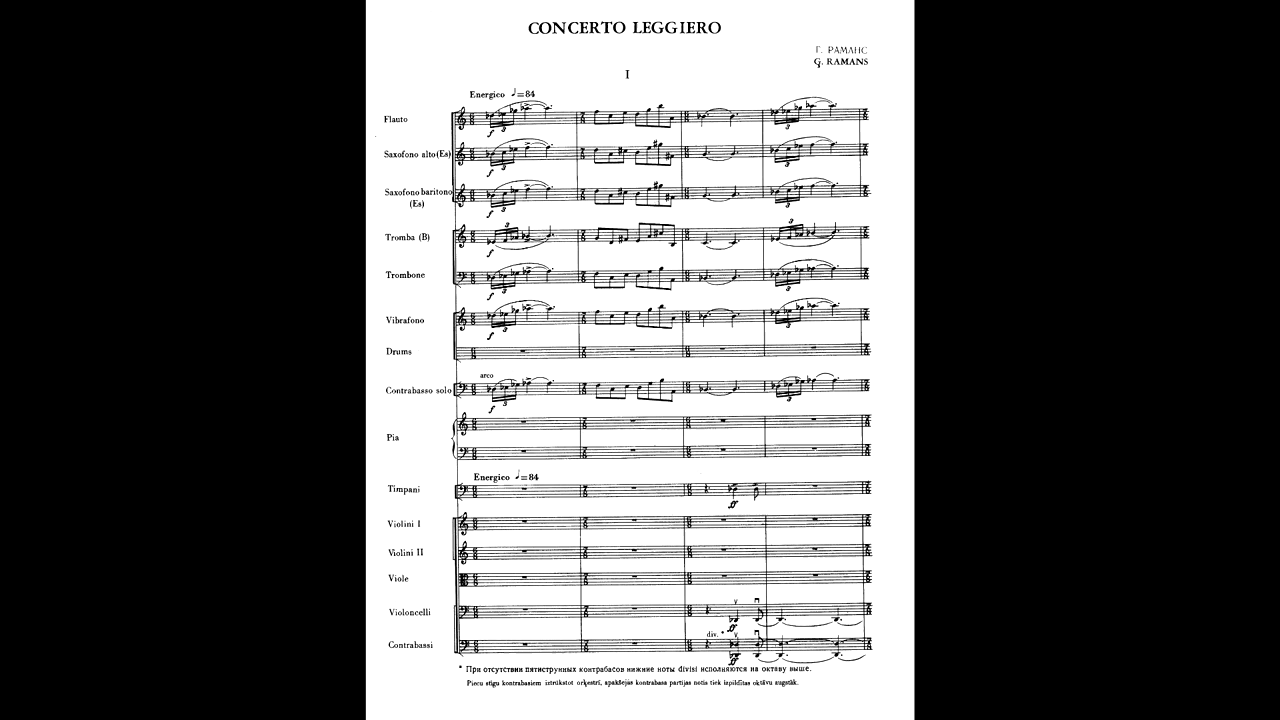 CONCERTO LEGGIERO
Г. РАМАНС
Ģ. RAMANS
I
Energico ♩=84
Flauto
Saxofono alto (Es)
Saxofono baritono
(Es)
Tromba (B)
Trombone
Vibrafono
Drums
arco
Contrabasso solo
Pia
Energico ♩=84
Timpani
Violini I
Violini II
Viole
Violoncelli
div. *
Contrabassi
* При отсутствии пятиструнных контрабасов нижние ноты divisi исполняются на октаву выше.
Piecu stīgu kontrabasiem iztrūkstot orķestrī, apakšējās kontrabasa partijas notis tiek izpildītas oktāvu augstāk.